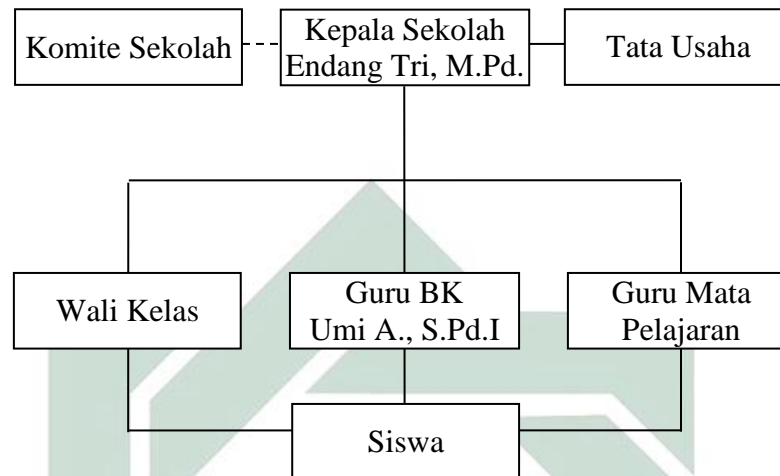 Komite Sekolah
Kepala Sekolah
Endang Tri, M.Pd.
Tata Usaha
Wali Kelas
Guru BK
Umi A., S.Pd.I
Guru Mata
Pelajaran
Siswa